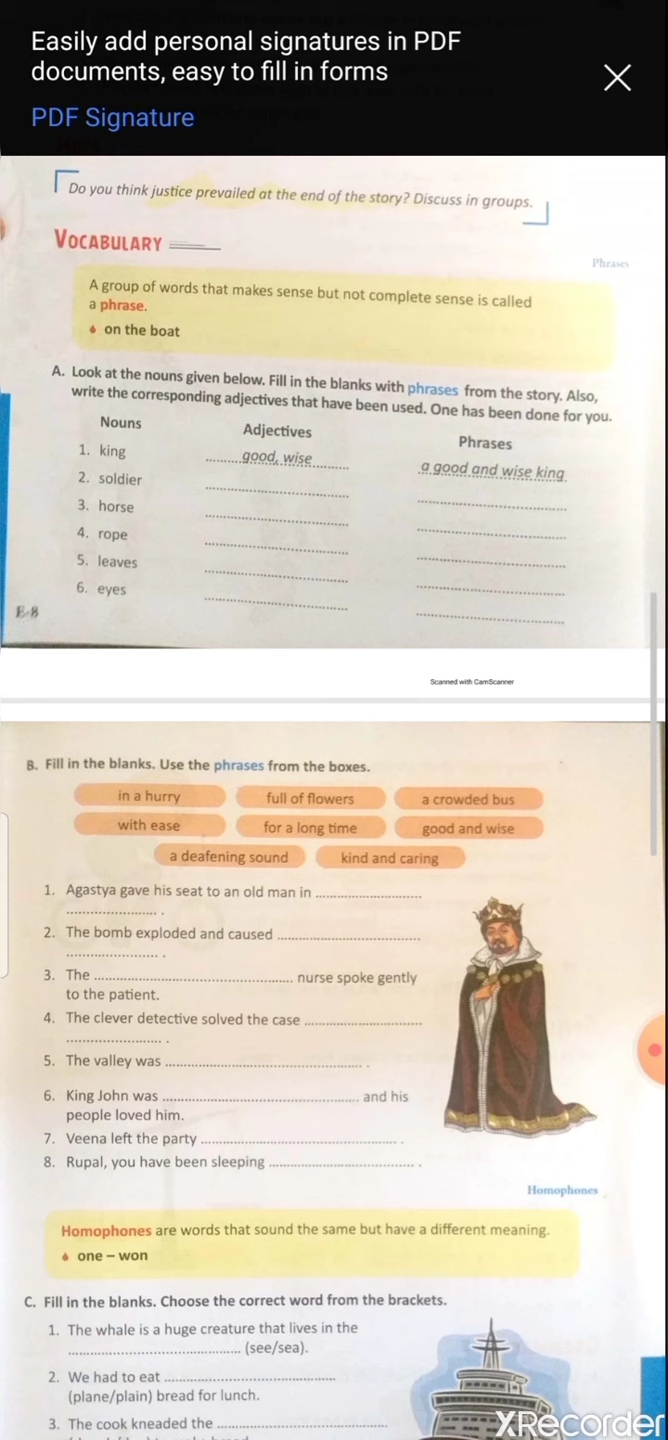 Easily add personal signatures in PDF
documents, easy to fill in forms
PDF Signature
Do you think justice prevailed at the end of the story? Discuss in groups.
VOCABULARY
Phrases
A group of words that makes sense but not complete sense is called
a phrase.
on the boat
A. Look at the nouns given below. Fill in the blanks with phrases from the story. Also,
write the corresponding adjectives that have been used. One has been done for you.
Nouns Adjectives Phrases
1. king good, wise a good and wise king
2. soldier
3. horse
4. rope
5. leaves
6. eyes
E-8
Scanned with CamScanner
B. Fill in the blanks. Use the phrases from the boxes.
in a hurry full of flowers a crowded bus
with ease for a long time good and wise
a deafening sound kind and caring
1. Agastya gave his seat to an old man in ........................
........................ .
2. The bomb exploded and caused ........................
........................ .
3. The ........................ nurse spoke gently
to the patient.
4. The clever detective solved the case ........................
........................ .
5. The valley was ........................ .
6. King John was ........................ and his
people loved him.
7. Veena left the party ........................ .
8. Rupal, you have been sleeping ........................ .
Homophones
Homophones are words that sound the same but have a different meaning.
one – won
C. Fill in the blanks. Choose the correct word from the brackets.
1. The whale is a huge creature that lives in the
........................ (see/sea).
2. We had to eat ........................
(plane/plain) bread for lunch.
3. The cook kneaded the ........................
XRecorder